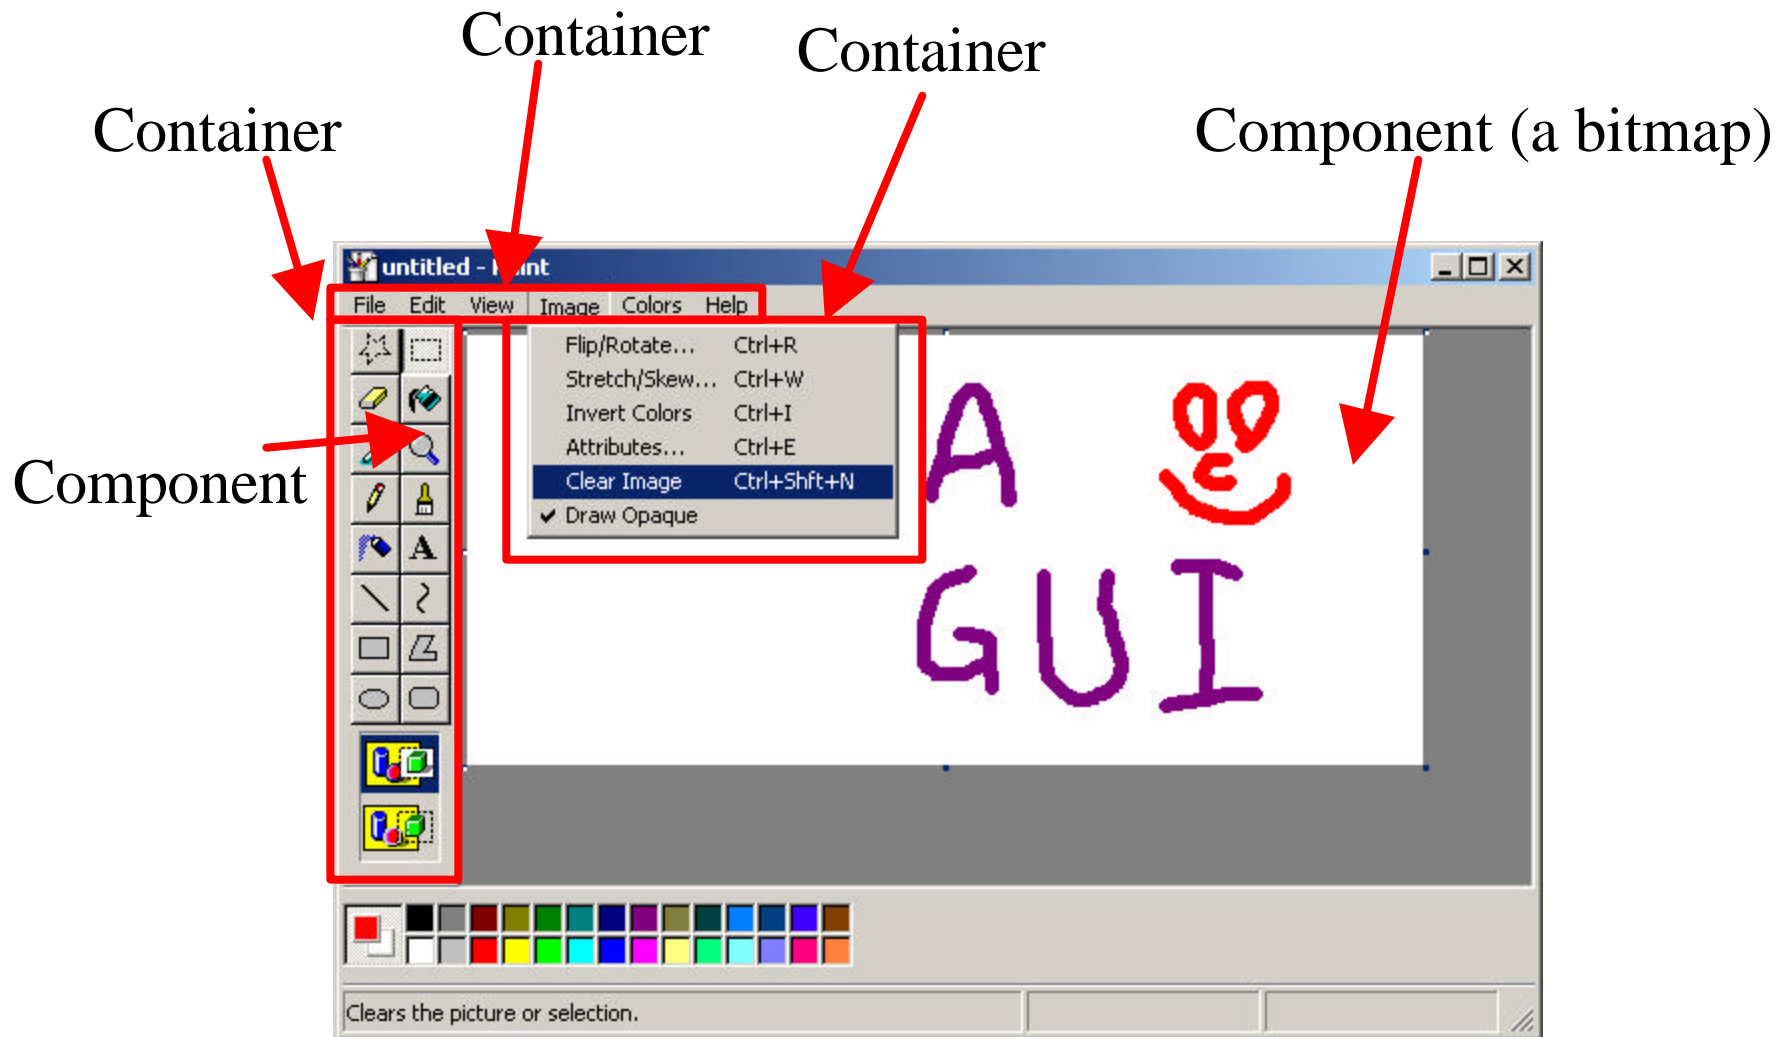 Container
Container
Container
Component (a bitmap)
untitled - Paint
File Edit View Image Colors Help
Flip/Rotate... Ctrl+R
Stretch/Skew... Ctrl+W
Invert Colors Ctrl+I
Attributes... Ctrl+E
Clear Image Ctrl+Shft+N
Draw Opaque
Component
A
A
GUI
Clears the picture or selection.